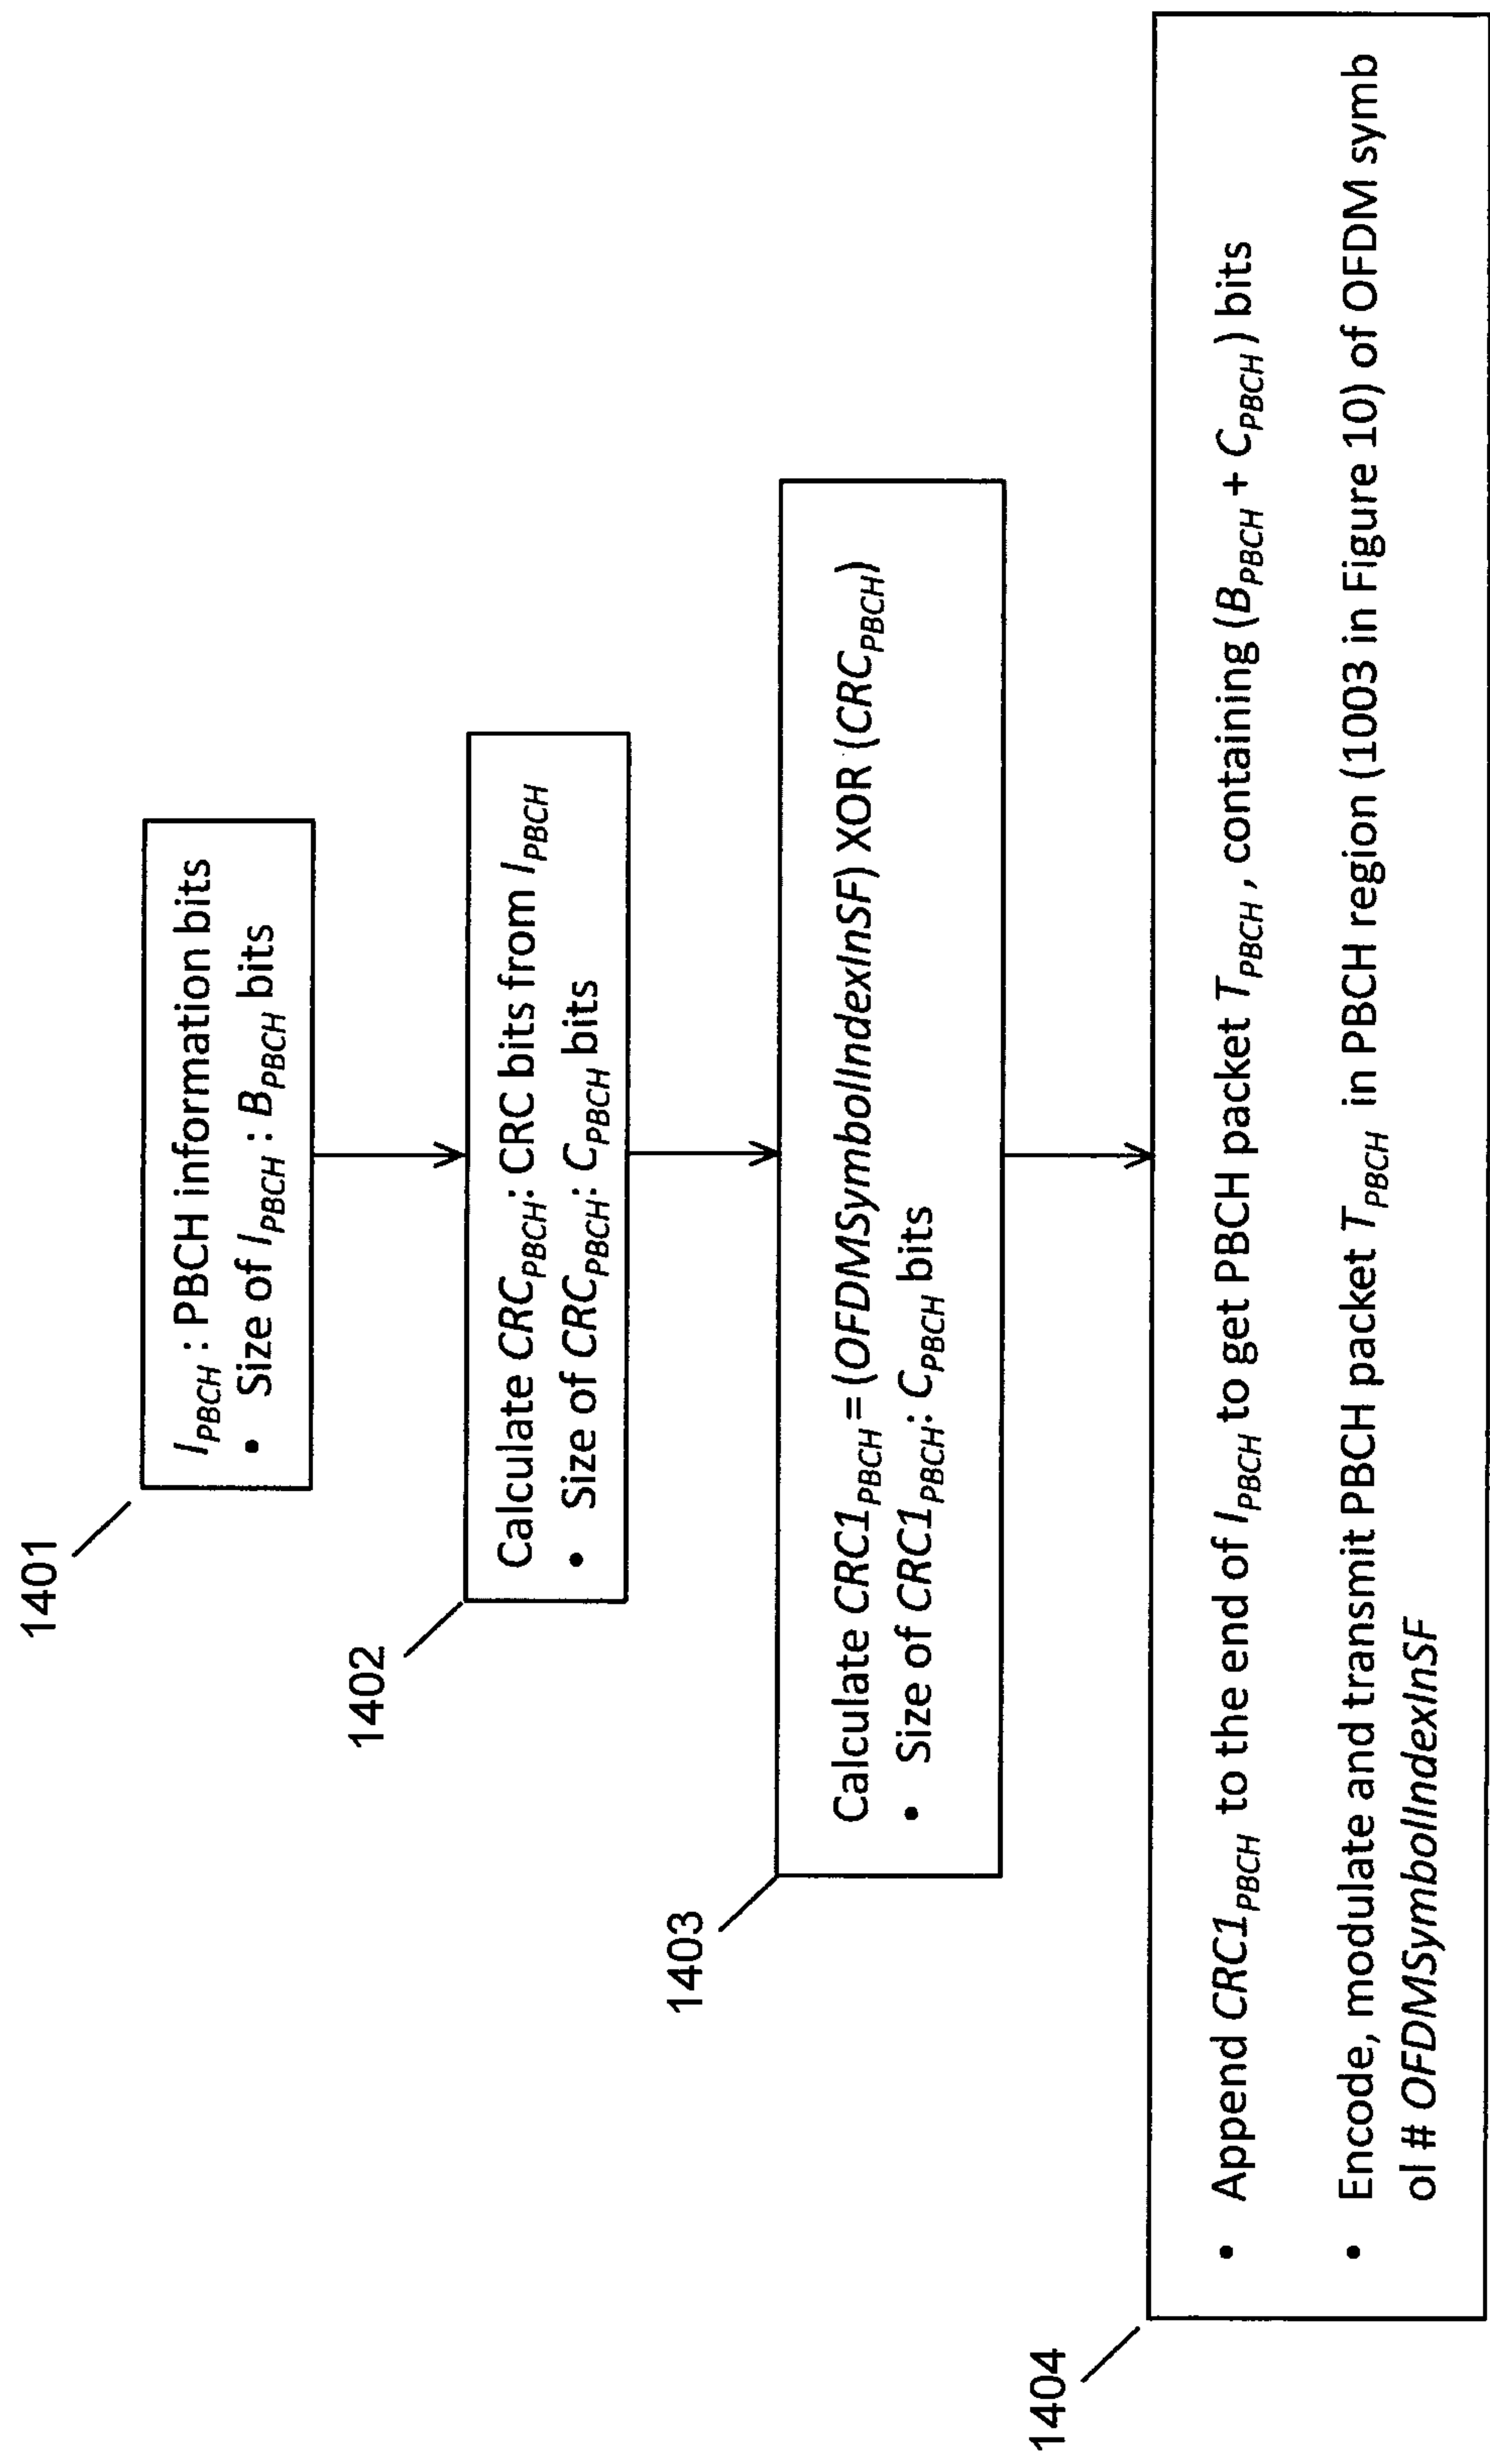 1401
I_PBCH : PBCH information bits
• Size of I_PBCH : B_PBCH bits
1402
Calculate CRC_PBCH: CRC bits from I_PBCH
• Size of CRC_PBCH: C_PBCH bits
1403
Calculate CRC1_PBCH = (OFDMSymbolIndexInSF) XOR (CRC_PBCH)
• Size of CRC1_PBCH: C_PBCH bits
1404
• Append CRC1_PBCH to the end of I_PBCH to get PBCH packet T_PBCH , containing (B_PBCH + C_PBCH) bits
• Encode, modulate and transmit PBCH packet T_PBCH in PBCH region (1003 in Figure 10) of OFDM symb
ol # OFDMSymbolIndexInSF